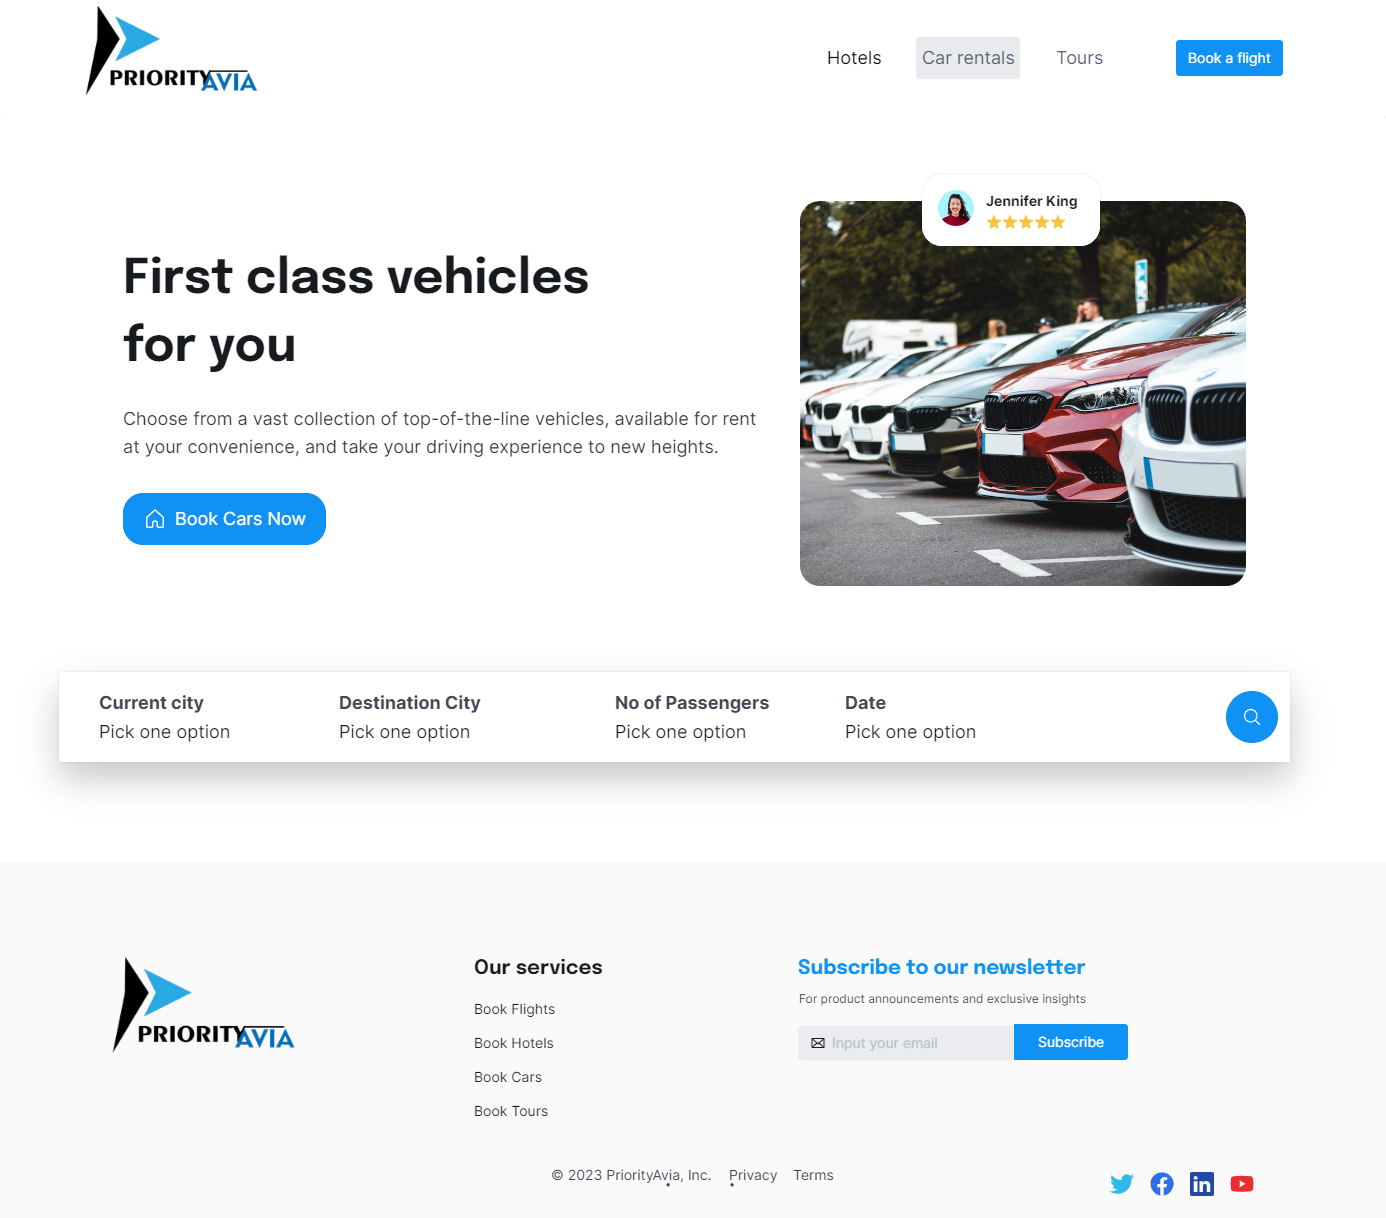 PRIORITYAVIA
Hotels
Car rentals
Tours
Book a flight
Jennifer King
First class vehicles
for you
Choose from a vast collection of top-of-the-line vehicles, available for rent
at your convenience, and take your driving experience to new heights.
Book Cars Now
Current city
Pick one option
Destination City
Pick one option
No of Passengers
Pick one option
Date
Pick one option
PRIORITYAVIA
Our services
Book Flights
Book Hotels
Book Cars
Book Tours
Subscribe to our newsletter
For product announcements and exclusive insights
Input your email
Subscribe
© 2023 PriorityAvia, Inc.
Privacy
Terms